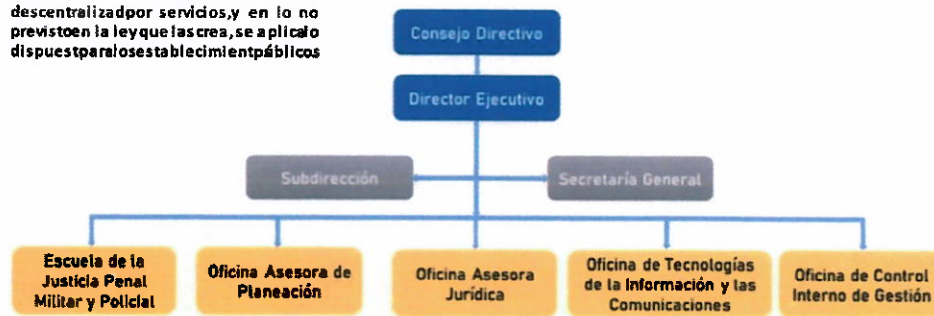 descentralizadpor servicios,y en lo no
previstoen la leyque lascrea,se aplicalo
dispuestparalosestablecimientpáblicos
Consejo Directivo
Director Ejecutivo
Subdirección
Secretaría General
Escuela de la
Justicia Penal
Militar y Policial
Oficina Asesora de
Planeación
Oficina Asesora
Jurídica
Oficina de Tecnologías
de la Información y las
Comunicaciones
Oficina de Control
Interno de Gestión